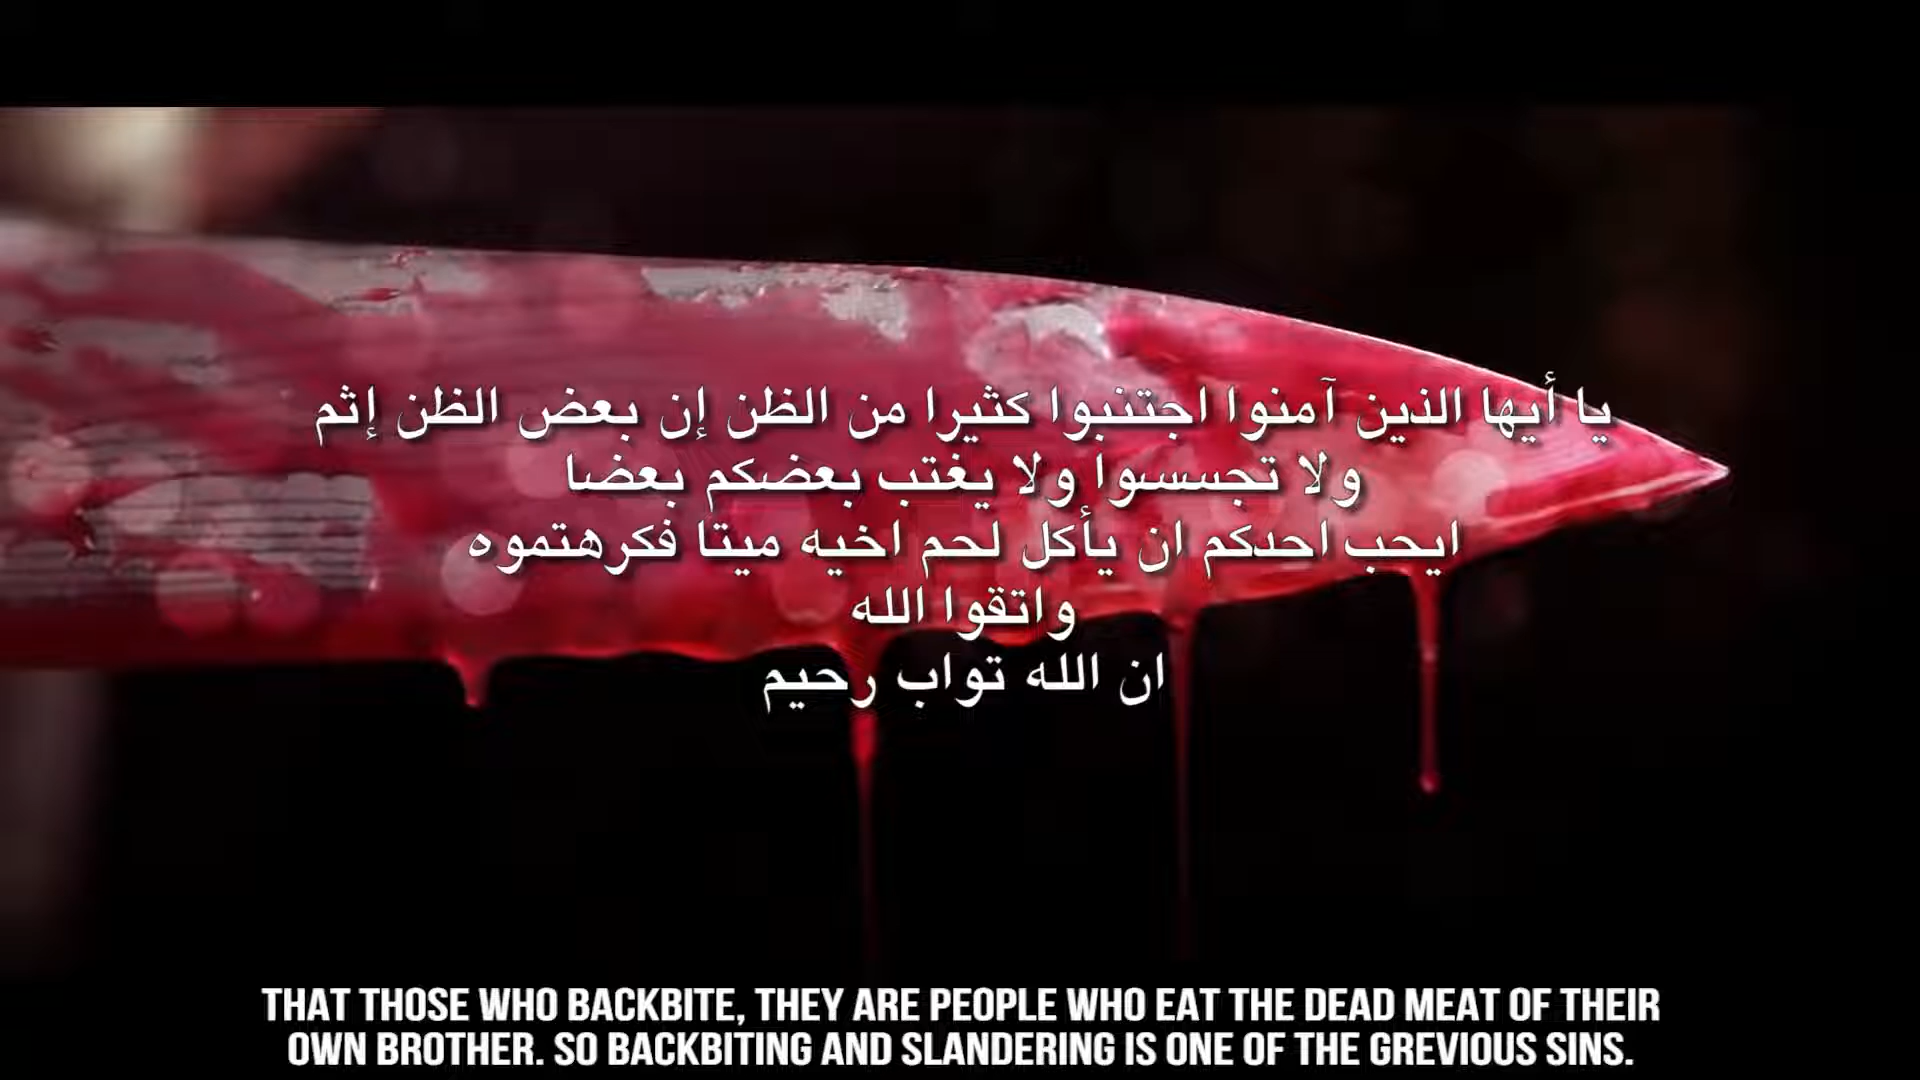 يا أيها الذين آمنوا اجتنبوا كثيرا من الظن إن بعض الظن إثم
ولا تجسسوا ولا يغتب بعضكم بعضا
ايحب احدكم ان يأكل لحم اخيه ميتا فكرهتموه
واتقوا الله
ان الله تواب رحيم
THAT THOSE WHO BACKBITE, THEY ARE PEOPLE WHO EAT THE DEAD MEAT OF THEIR
OWN BROTHER. SO BACKBITING AND SLANDERING IS ONE OF THE GREVIOUS SINS.